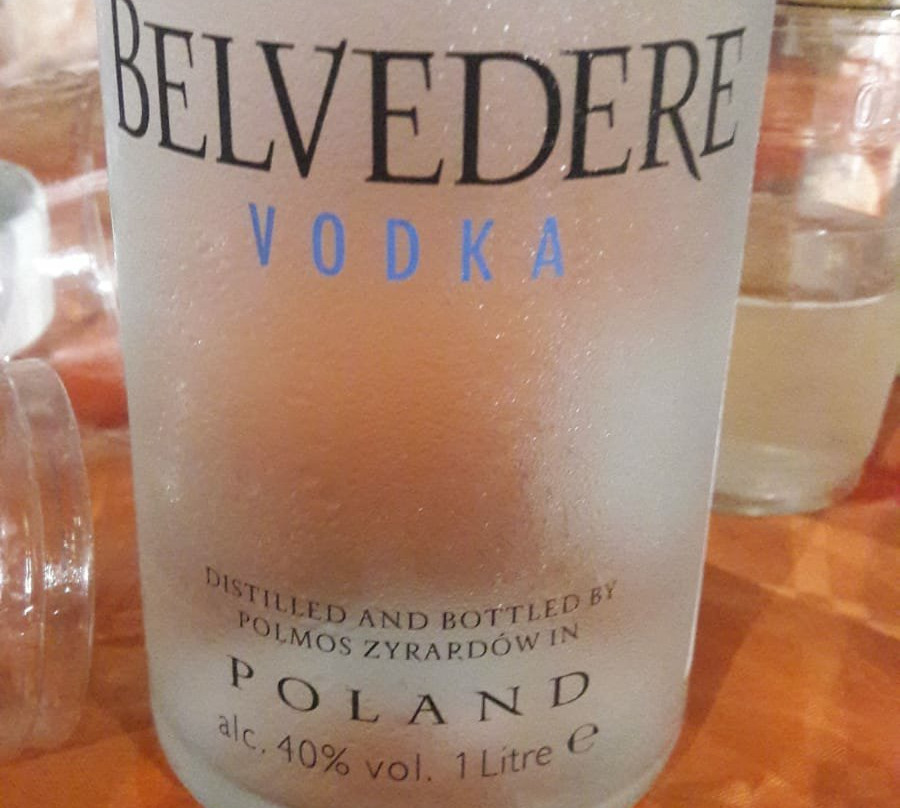 BELVEDERE
VODKA
DISTILLED AND BOTTLED BY
POLMOS ZYRARDÓW IN
POLAND
alc. 40% vol. 1 Litre e